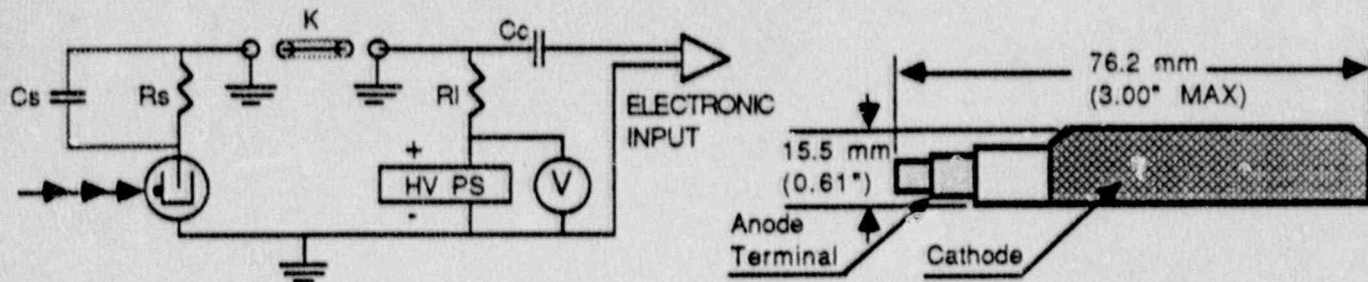 K
Cc
Cs
Rs
Rl
ELECTRONIC
INPUT
+
HV PS
-
V
76.2 mm
(3.00" MAX)
15.5 mm
(0.61")
Anode
Terminal
Cathode